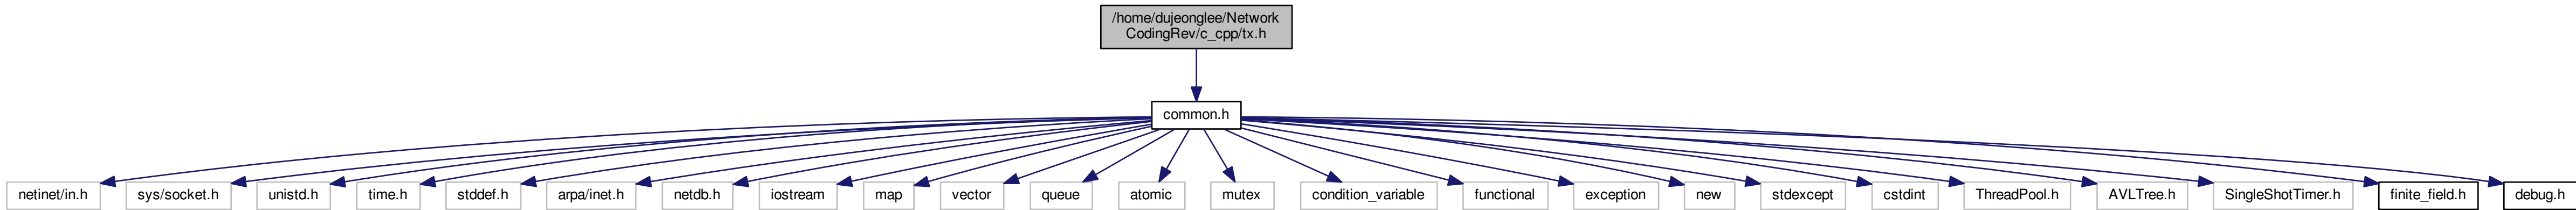 /home/dujeonglee/Network
CodingRev/c_cpp/tx.h
common.h
netinet/in.h
sys/socket.h
unistd.h
time.h
stddef.h
arpa/inet.h
netdb.h
iostream
map
vector
queue
atomic
mutex
condition_variable
functional
exception
new
stdexcept
cstdint
ThreadPool.h
AVLTree.h
SingleShotTimer.h
finite_field.h
debug.h